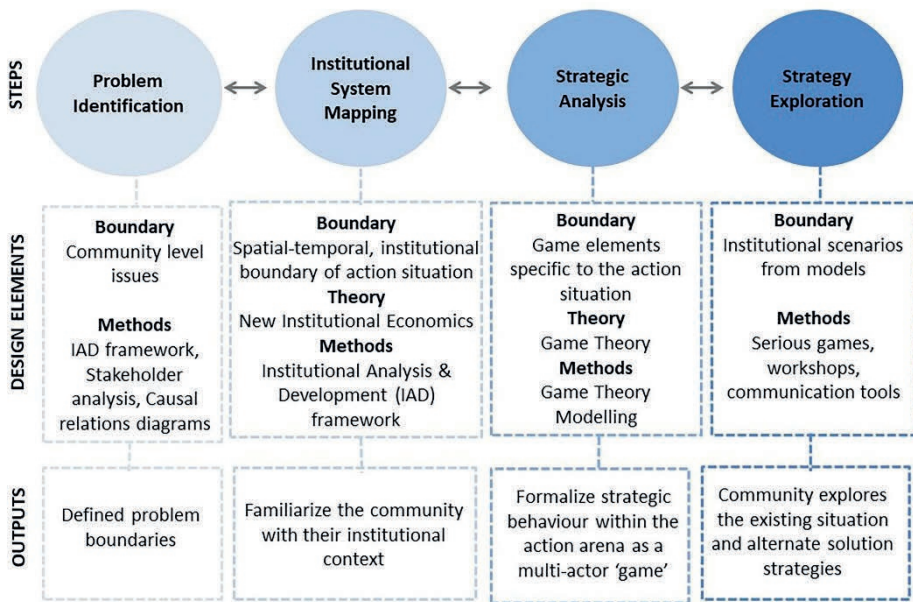 STEPS
Problem
Identification
Institutional
System
Mapping
Strategic
Analysis
Strategy
Exploration
DESIGN ELEMENTS
Boundary
Community level
issues
Methods
IAD framework,
Stakeholder
analysis, Causal
relations diagrams
Boundary
Spatial-temporal, institutional
boundary of action situation
Theory
New Institutional Economics
Methods
Institutional Analysis &
Development (IAD)
framework
Boundary
Game elements
specific to the action
situation
Theory
Game Theory
Methods
Game Theory
Modelling
Boundary
Institutional scenarios
from models
Methods
Serious games,
workshops,
communication tools
OUTPUTS
Defined problem
boundaries
Familiarize the community
with their institutional
context
Formalize strategic
behaviour within the
action arena as a
multi-actor ‘game’
Community explores
the existing situation
and alternate solution
strategies